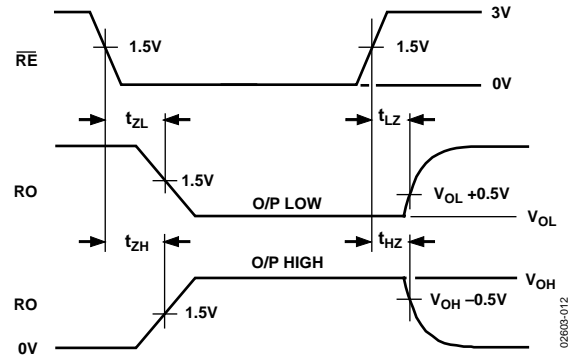 3V
1.5V
1.5V
RE
0V
tZL
tLZ
1.5V
RO
O/P LOW
VOL +0.5V
VOL
tZH
tHZ
O/P HIGH
VOH
RO
1.5V
VOH –0.5V
0V
02603-012